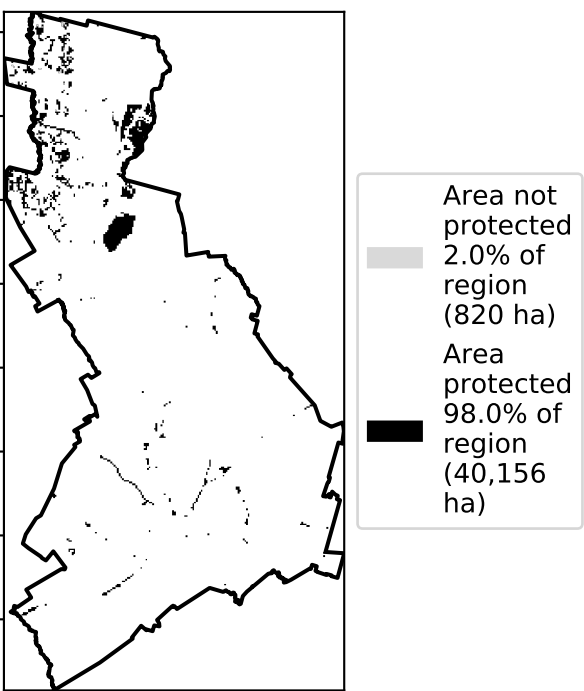 Area not
protected
2.0% of
region
(820 ha)
Area
protected
98.0% of
region
(40,156
ha)